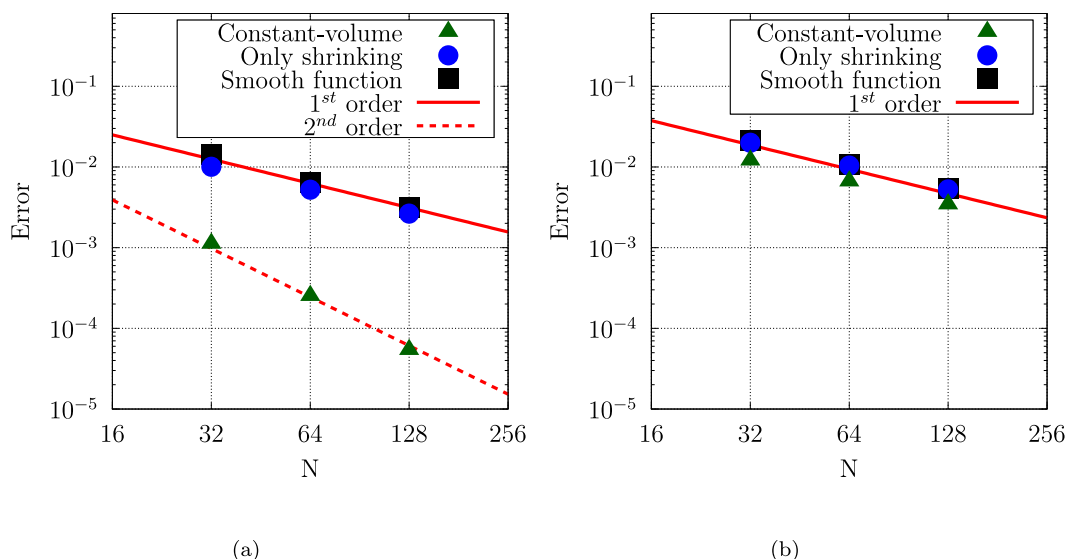 Constant-volume
Only shrinking
Smooth function
1st order
2nd order
10^-1
10^-2
10^-3
10^-4
10^-5
Error
16 32 64 128 256
N
(a)
Constant-volume
Only shrinking
Smooth function
1st order
10^-1
10^-2
10^-3
10^-4
10^-5
Error
16 32 64 128 256
N
(b)